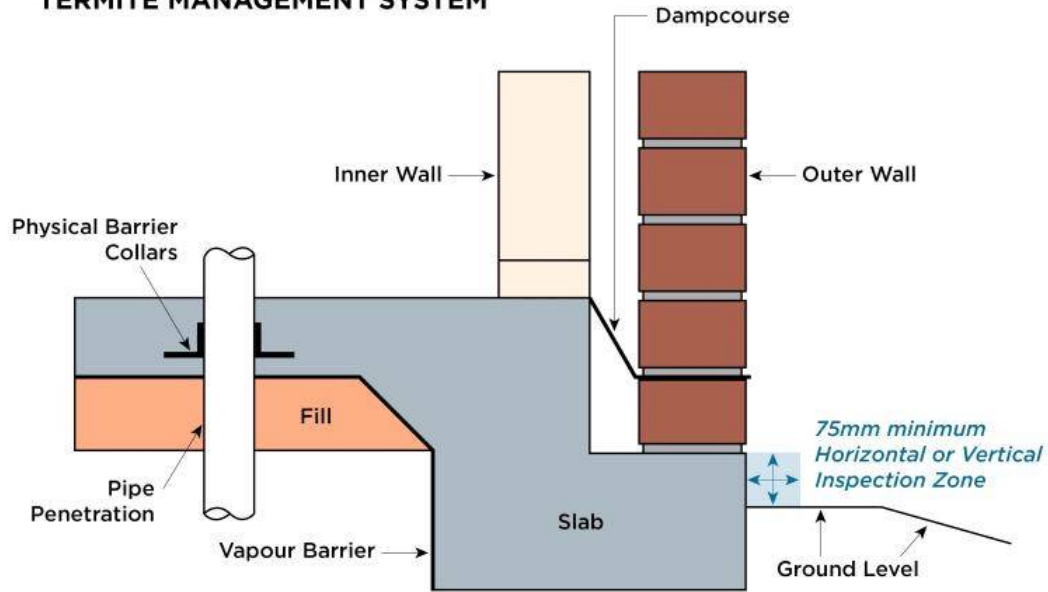 TERMITE MANAGEMENT SYSTEM
Dampcourse
Inner Wall
Outer Wall
Physical Barrier
Collars
Fill
75mm minimum
Horizontal or Vertical
Inspection Zone
Pipe
Penetration
Slab
Vapour Barrier
Ground Level